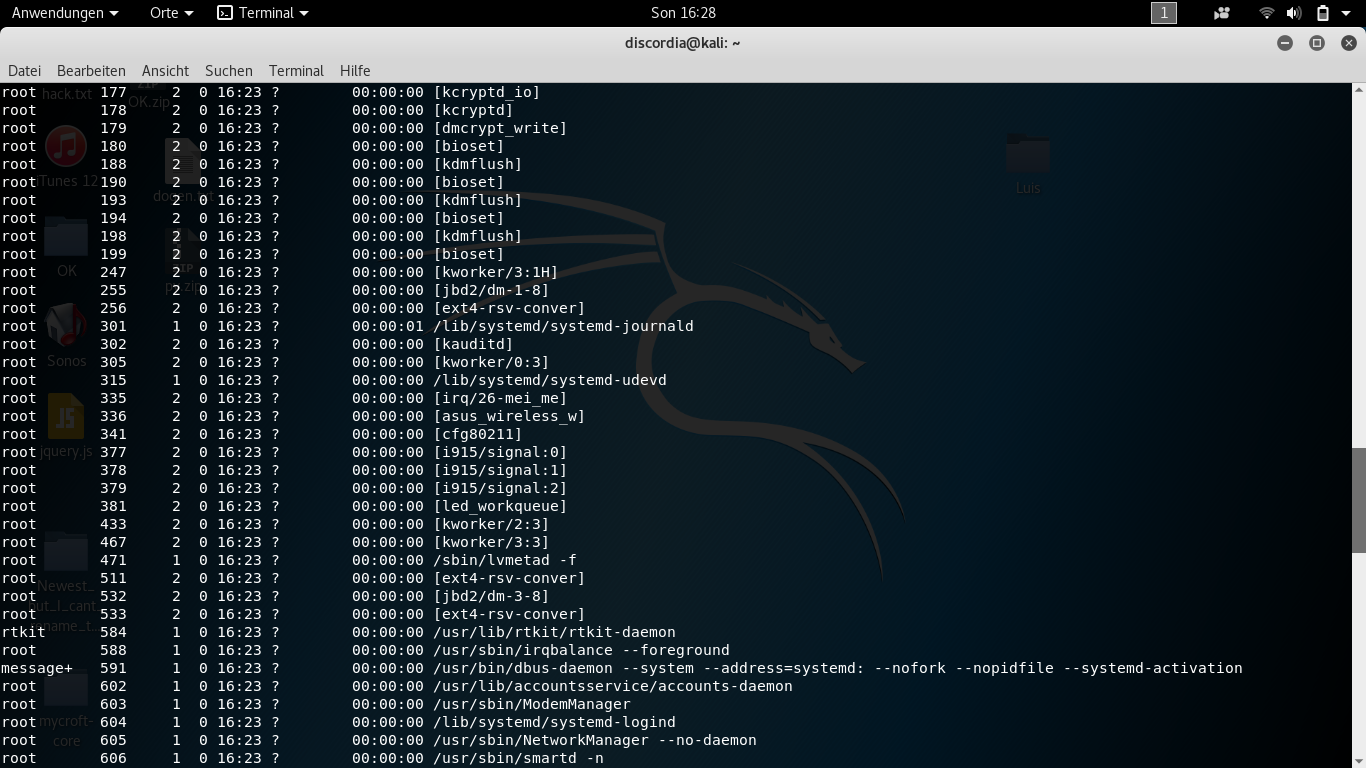 Anwendungen Orte Terminal Son 16:28 1
discordia@kali: ~
Datei Bearbeiten Ansicht Suchen Terminal Hilfe
root 177 2 0 16:23 ? 00:00:00 [kcryptd_io]
root 178 2 0 16:23 ? 00:00:00 [kcryptd]
root 179 2 0 16:23 ? 00:00:00 [dmcrypt_write]
root 180 2 0 16:23 ? 00:00:00 [bioset]
root 188 2 0 16:23 ? 00:00:00 [kdmflush]
root 190 2 0 16:23 ? 00:00:00 [bioset]
root 193 2 0 16:23 ? 00:00:00 [kdmflush]
root 194 2 0 16:23 ? 00:00:00 [bioset]
root 198 2 0 16:23 ? 00:00:00 [kdmflush]
root 199 2 0 16:23 ? 00:00:00 [bioset]
root 247 2 0 16:23 ? 00:00:00 [kworker/3:1H]
root 255 2 0 16:23 ? 00:00:00 [jbd2/dm-1-8]
root 256 2 0 16:23 ? 00:00:00 [ext4-rsv-conver]
root 301 1 0 16:23 ? 00:00:01 /lib/systemd/systemd-journald
root 302 2 0 16:23 ? 00:00:00 [kauditd]
root 305 2 0 16:23 ? 00:00:00 [kworker/0:3]
root 315 1 0 16:23 ? 00:00:00 /lib/systemd/systemd-udevd
root 335 2 0 16:23 ? 00:00:00 [irq/26-mei_me]
root 336 2 0 16:23 ? 00:00:00 [asus_wireless_w]
root 341 2 0 16:23 ? 00:00:00 [cfg80211]
root 377 2 0 16:23 ? 00:00:00 [i915/signal:0]
root 378 2 0 16:23 ? 00:00:00 [i915/signal:1]
root 379 2 0 16:23 ? 00:00:00 [i915/signal:2]
root 381 2 0 16:23 ? 00:00:00 [led_workqueue]
root 433 2 0 16:23 ? 00:00:00 [kworker/2:3]
root 467 2 0 16:23 ? 00:00:00 [kworker/3:3]
root 471 1 0 16:23 ? 00:00:00 /sbin/lvmetad -f
root 511 2 0 16:23 ? 00:00:00 [ext4-rsv-conver]
root 532 2 0 16:23 ? 00:00:00 [jbd2/dm-3-8]
root 533 2 0 16:23 ? 00:00:00 [ext4-rsv-conver]
rtkit 584 1 0 16:23 ? 00:00:00 /usr/lib/rtkit/rtkit-daemon
root 588 1 0 16:23 ? 00:00:00 /usr/sbin/irqbalance --foreground
message+ 591 1 0 16:23 ? 00:00:00 /usr/bin/dbus-daemon --system --address=systemd: --nofork --nopidfile --systemd-activation
root 602 1 0 16:23 ? 00:00:00 /usr/lib/accountsservice/accounts-daemon
root 603 1 0 16:23 ? 00:00:00 /usr/sbin/ModemManager
root 604 1 0 16:23 ? 00:00:00 /lib/systemd/systemd-logind
root 605 1 0 16:23 ? 00:00:00 /usr/sbin/NetworkManager --no-daemon
root 606 1 0 16:23 ? 00:00:00 /usr/sbin/smartd -n
hack.txt
OK.zip
iTunes 12
OK
ZIP
Sonos
JS
jquery.js
Newest_
but_I_cant
rename_t...
mycroft-
core
Luis